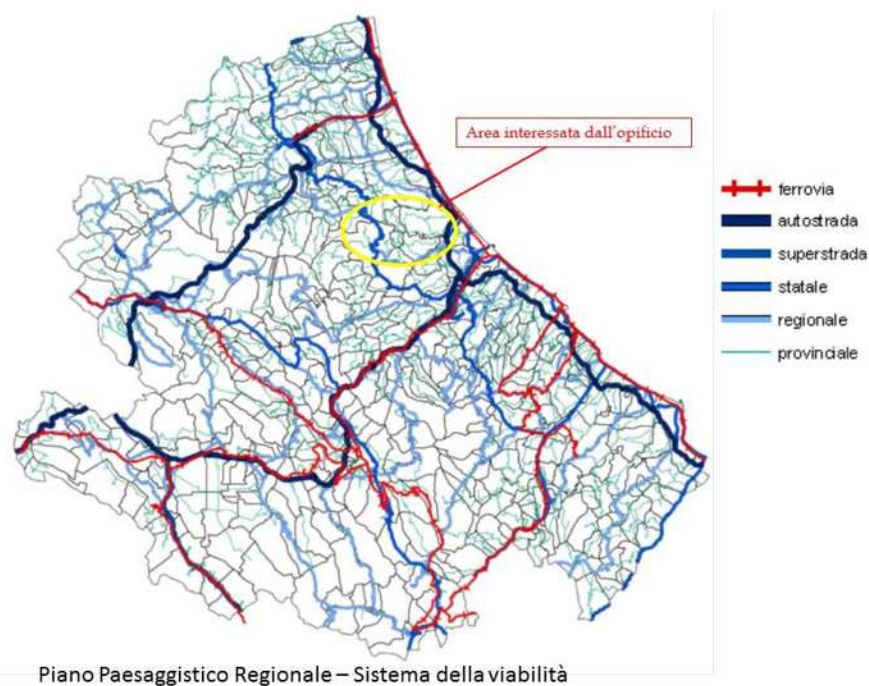 Area interessata dall'opificio
ferrovia
autostrada
superstrada
statale
regionale
provinciale
Piano Paesaggistico Regionale – Sistema della viabilità